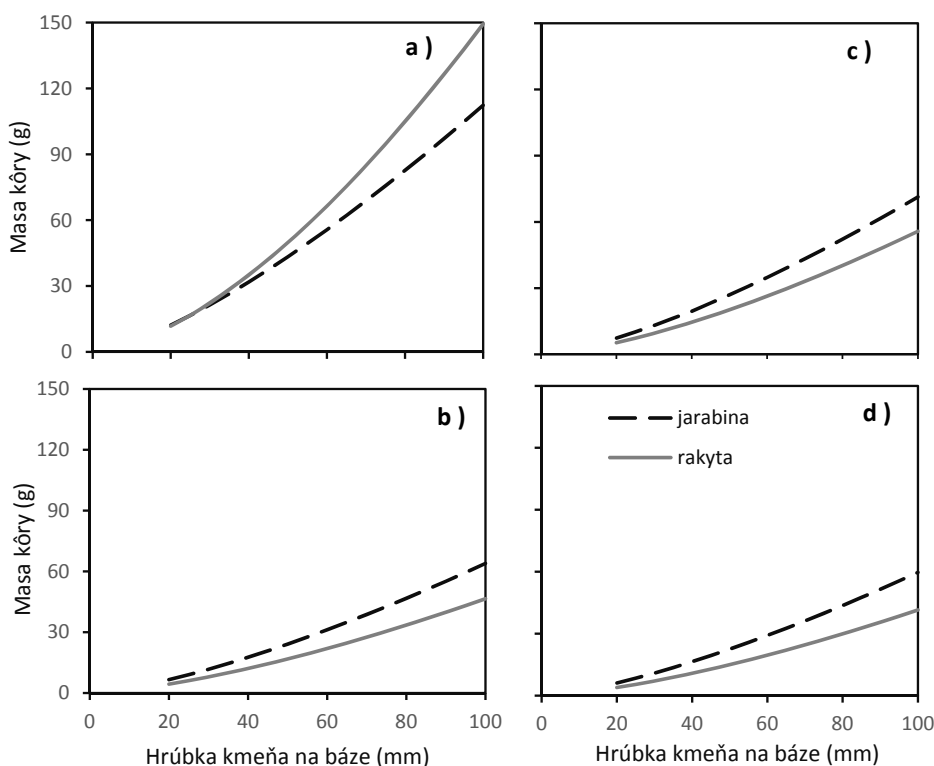 150
120
90
60
30
0
Masa kôry (g)
a )
c )
150
120
90
60
30
0
Masa kôry (g)
b )
d )
jarabina
rakyta
0 20 40 60 80 100
Hrúbka kmeňa na báze (mm)
0 20 40 60 80 100
Hrúbka kmeňa na báze (mm)